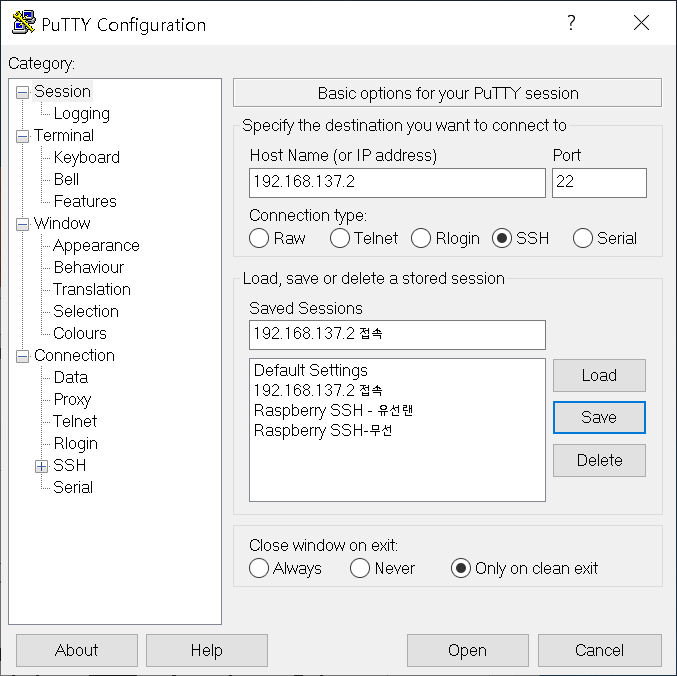 PuTTY Configuration
?
Category:
Session
Logging
Terminal
Keyboard
Bell
Features
Window
Appearance
Behaviour
Translation
Selection
Colours
Connection
Data
Proxy
Telnet
Rlogin
SSH
Serial
Basic options for your PuTTY session
Specify the destination you want to connect to
Host Name (or IP address) Port
192.168.137.2 22
Connection type:
Raw Telnet Rlogin SSH Serial
Load, save or delete a stored session
Saved Sessions
192.168.137.2 접속
Default Settings
192.168.137.2 접속
Raspberry SSH - 유선랜
Raspberry SSH-무선
Load
Save
Delete
Close window on exit:
Always Never Only on clean exit
About Help Open Cancel